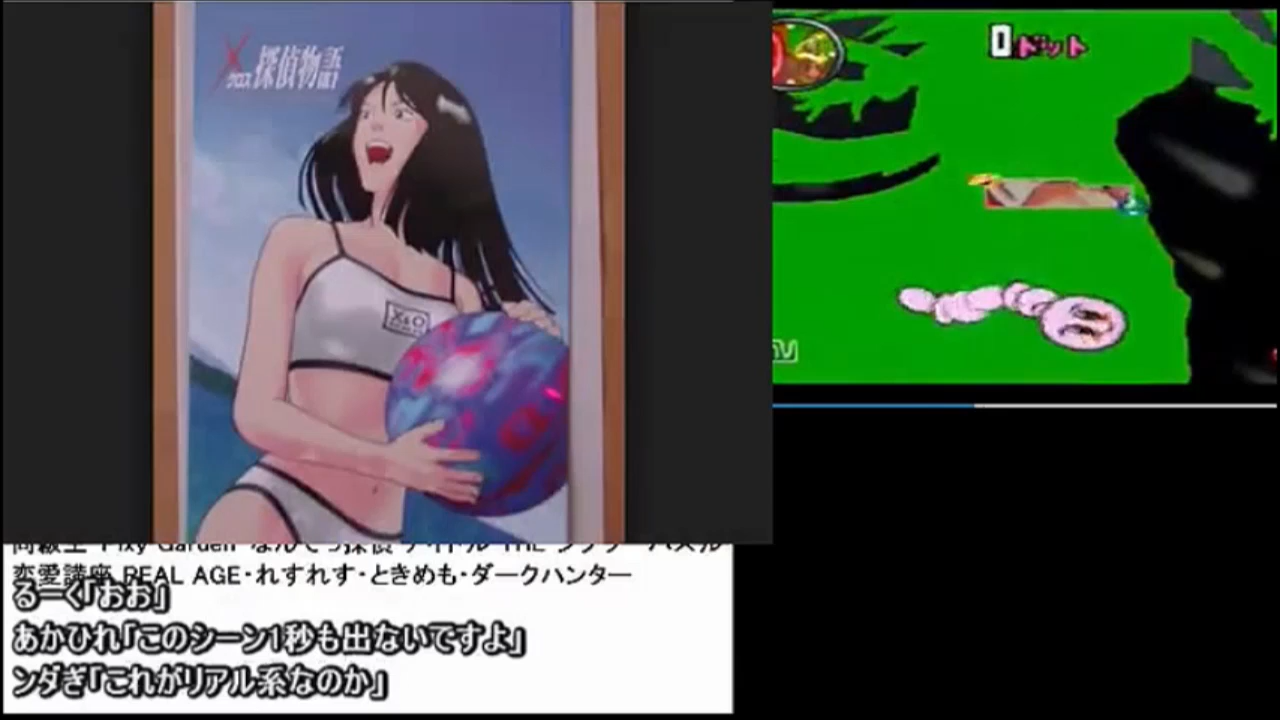 X
クロス探偵物語
X&O
0ドット
恋愛講座 REAL AGE・れすれす・ときめも・ダークハンター
るーく「おお」
あかひれ「このシーン1秒も出ないですよ」
ンダぎ「これがリアル系なのか」